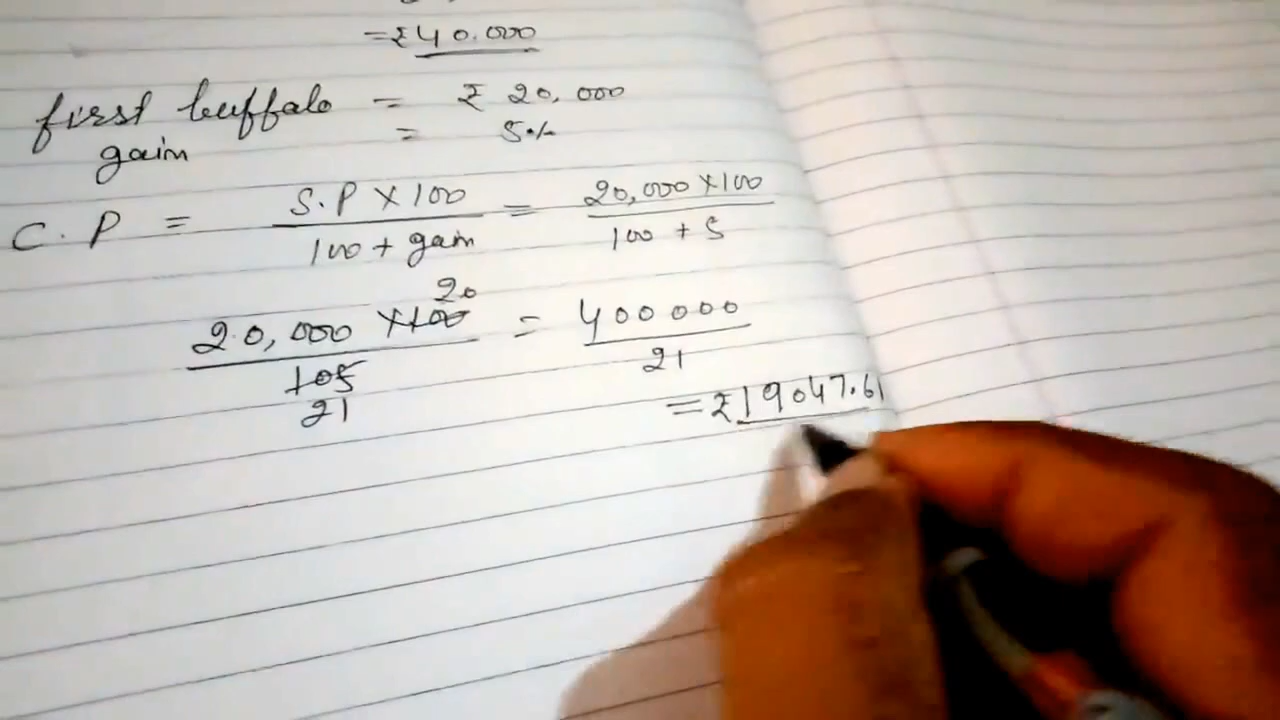 = ₹ 40.000
first buffalo = ₹ 20,000
gain = 5%
C.P = S.P × 100 / 100 + gain = 20,000 × 100 / 100 + 5
20
20,000 × 100 / 105 = 400000 / 21
21
= ₹ 19047.61